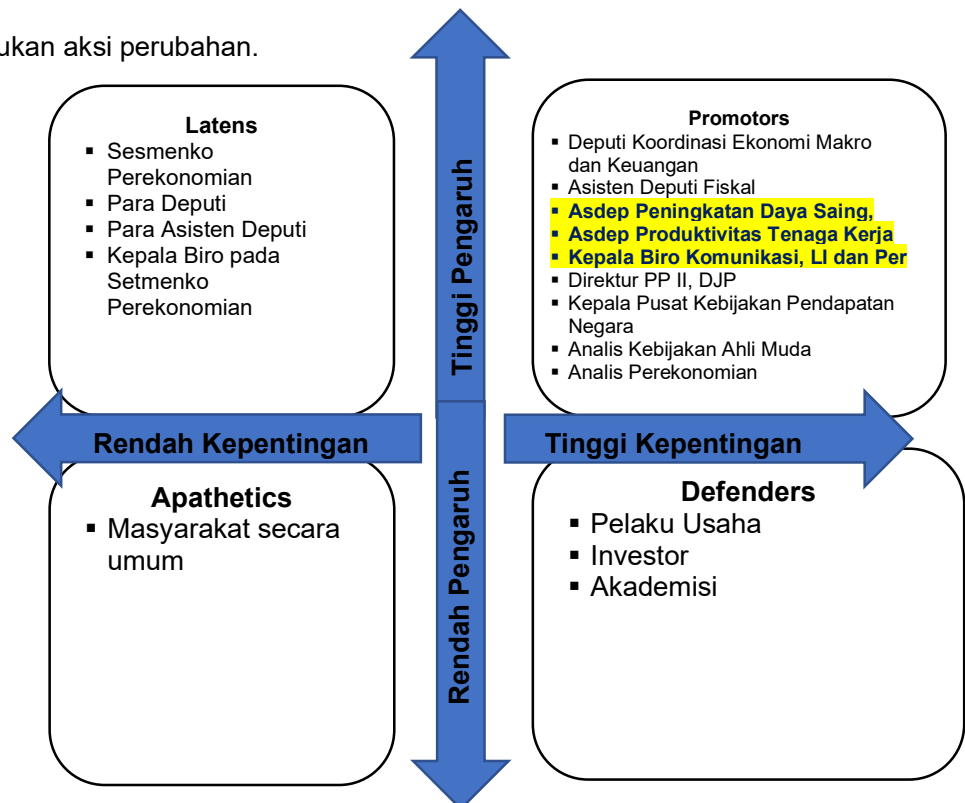 ukan aksi perubahan.
Latens
▪ Sesmenko
Perekonomian
▪ Para Deputi
▪ Para Asisten Deputi
▪ Kepala Biro pada
Setmenko
Perekonomian
Tinggi Pengaruh
Promotors
▪ Deputi Koordinasi Ekonomi Makro
dan Keuangan
▪ Asisten Deputi Fiskal
▪ Asdep Peningkatan Daya Saing,
▪ Asdep Produktivitas Tenaga Kerja
▪ Kepala Biro Komunikasi, LI dan Per
▪ Direktur PP II, DJP
▪ Kepala Pusat Kebijakan Pendapatan
Negara
▪ Analis Kebijakan Ahli Muda
▪ Analis Perekonomian
Rendah Kepentingan
Tinggi Kepentingan
Apathetics
▪ Masyarakat secara
umum
Rendah Pengaruh
Defenders
▪ Pelaku Usaha
▪ Investor
▪ Akademisi